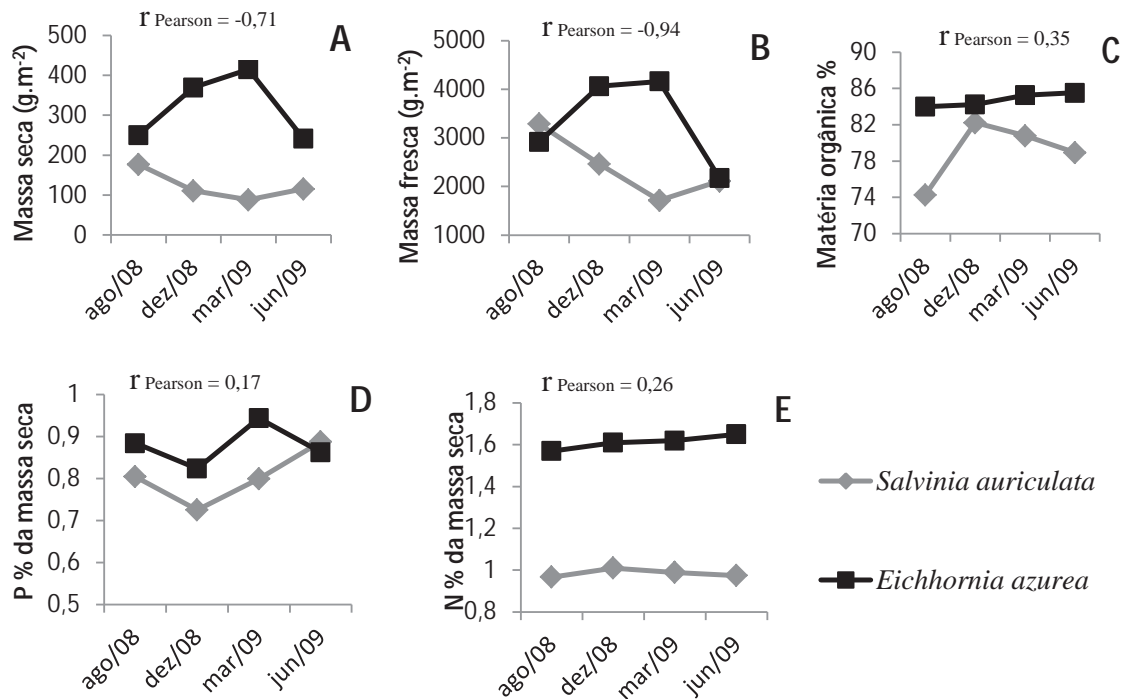 r Pearson = -0,71
A
Massa seca (g.m-2)
500
400
300
200
100
0
ago/08
dez/08
mar/09
jun/09
r Pearson = -0,94
B
Massa fresca (g.m-2)
5000
4000
3000
2000
1000
ago/08
dez/08
mar/09
jun/09
r Pearson = 0,35
C
Matéria orgânica %
90
86
82
78
74
70
ago/08
dez/08
mar/09
jun/09
r Pearson = 0,17
D
P % da massa seca
1
0,9
0,8
0,7
0,6
0,5
ago/08
dez/08
mar/09
jun/09
r Pearson = 0,26
E
N % da massa seca
1,8
1,6
1,4
1,2
1
0,8
ago/08
dez/08
mar/09
jun/09
Salvinia auriculata
Eichhornia azurea